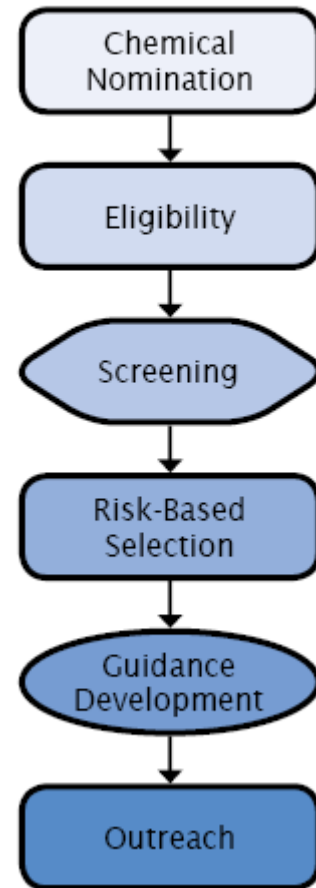 Chemical
Nomination
Eligibility
Screening
Risk-Based
Selection
Guidance
Development
Outreach